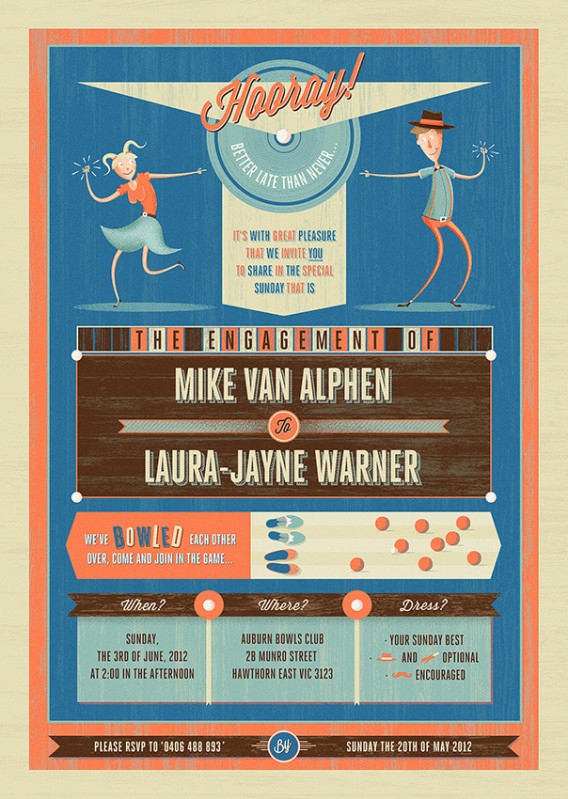 Hooray!
BETTER LATE THAN NEVER...
IT'S WITH GREAT PLEASURE
THAT WE INVITE YOU
TO SHARE IN THE SPECIAL
SUNDAY THAT IS
THE ENGAGEMENT OF
MIKE VAN ALPHEN
To
LAURA-JAYNE WARNER
WE'VE BOWLED EACH OTHER
OVER, COME AND JOIN IN THE GAME...
When?
SUNDAY,
THE 3RD OF JUNE, 2012
AT 2:00 IN THE AFTERNOON
Where?
AUBURN BOWLS CLUB
2B MUNRO STREET
HAWTHORN EAST VIC 3123
Dress?
- YOUR SUNDAY BEST
- AND OPTIONAL
- ENCOURAGED
PLEASE RSVP TO '0406 488 893'
By
SUNDAY THE 20TH OF MAY 2012